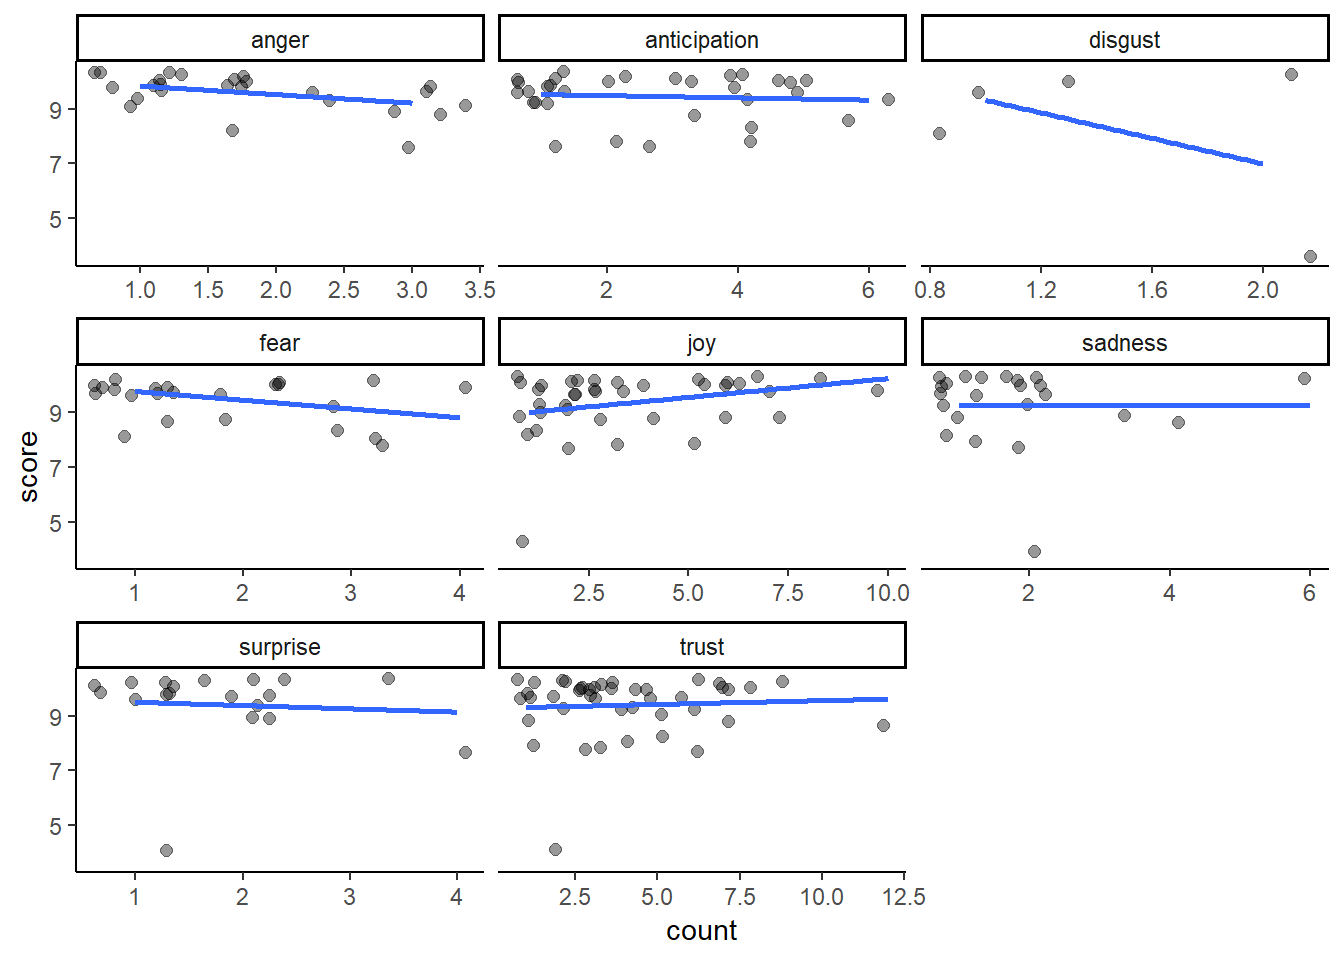 anger
anticipation
disgust
9
7
5
1.0 1.5 2.0 2.5 3.0 3.5
2 4 6
0.8 1.2 1.6 2.0
fear
joy
sadness
9
7
5
1 2 3 4
2.5 5.0 7.5 10.0
2 4 6
surprise
trust
9
7
5
1 2 3 4
2.5 5.0 7.5 10.0 12.5
score
count